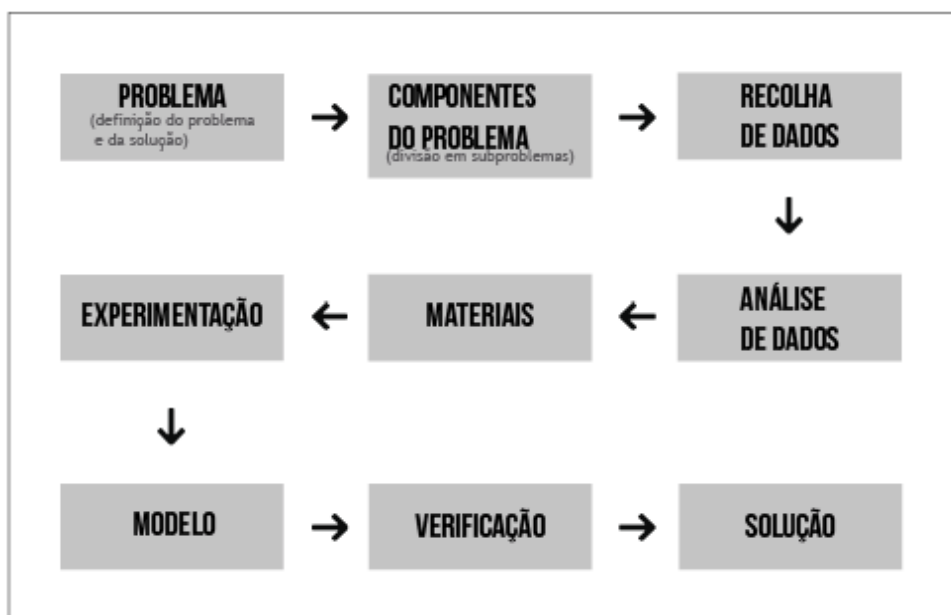 PROBLEMA
(definição do problema
e da solução)
COMPONENTES
DO PROBLEMA
(divisão em subproblemas)
RECOLHA
DE DADOS
EXPERIMENTAÇÃO
MATERIAIS
ANÁLISE
DE DADOS
MODELO
VERIFICAÇÃO
SOLUÇÃO